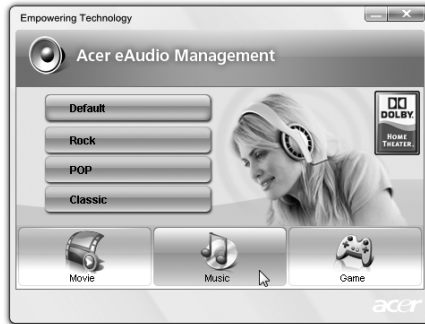 Empowering Technology
Acer eAudio Management
Default
Rock
POP
Classic
DOLBY
HOME
THEATER
Movie
Music
Game
acer